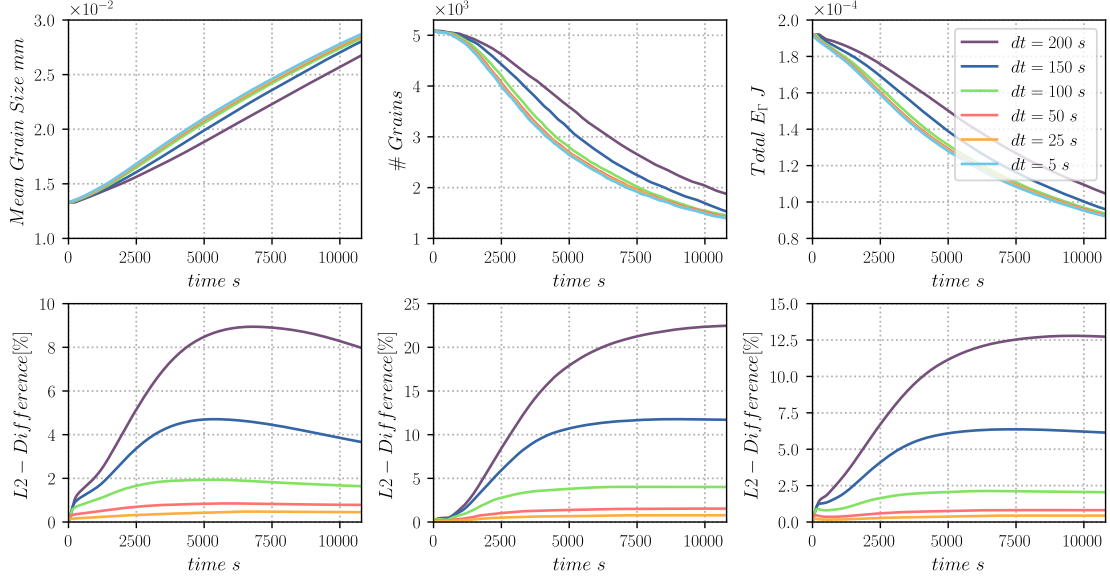 ×10⁻²
3.0
2.5
2.0
1.5
1.0
Mean Grain Size mm
0 2500 5000 7500 10000
time s
×10³
5
4
3
2
1
# Grains
0 2500 5000 7500 10000
time s
×10⁻⁴
2.0
1.8
1.6
1.4
1.2
1.0
0.8
Total E_Γ J
dt = 200 s
dt = 150 s
dt = 100 s
dt = 50 s
dt = 25 s
dt = 5 s
0 2500 5000 7500 10000
time s
10
8
6
4
2
0
L2 − Difference[%]
0 2500 5000 7500 10000
time s
25
20
15
10
5
0
L2 − Difference[%]
0 2500 5000 7500 10000
time s
15.0
12.5
10.0
7.5
5.0
2.5
0.0
L2 − Difference[%]
0 2500 5000 7500 10000
time s